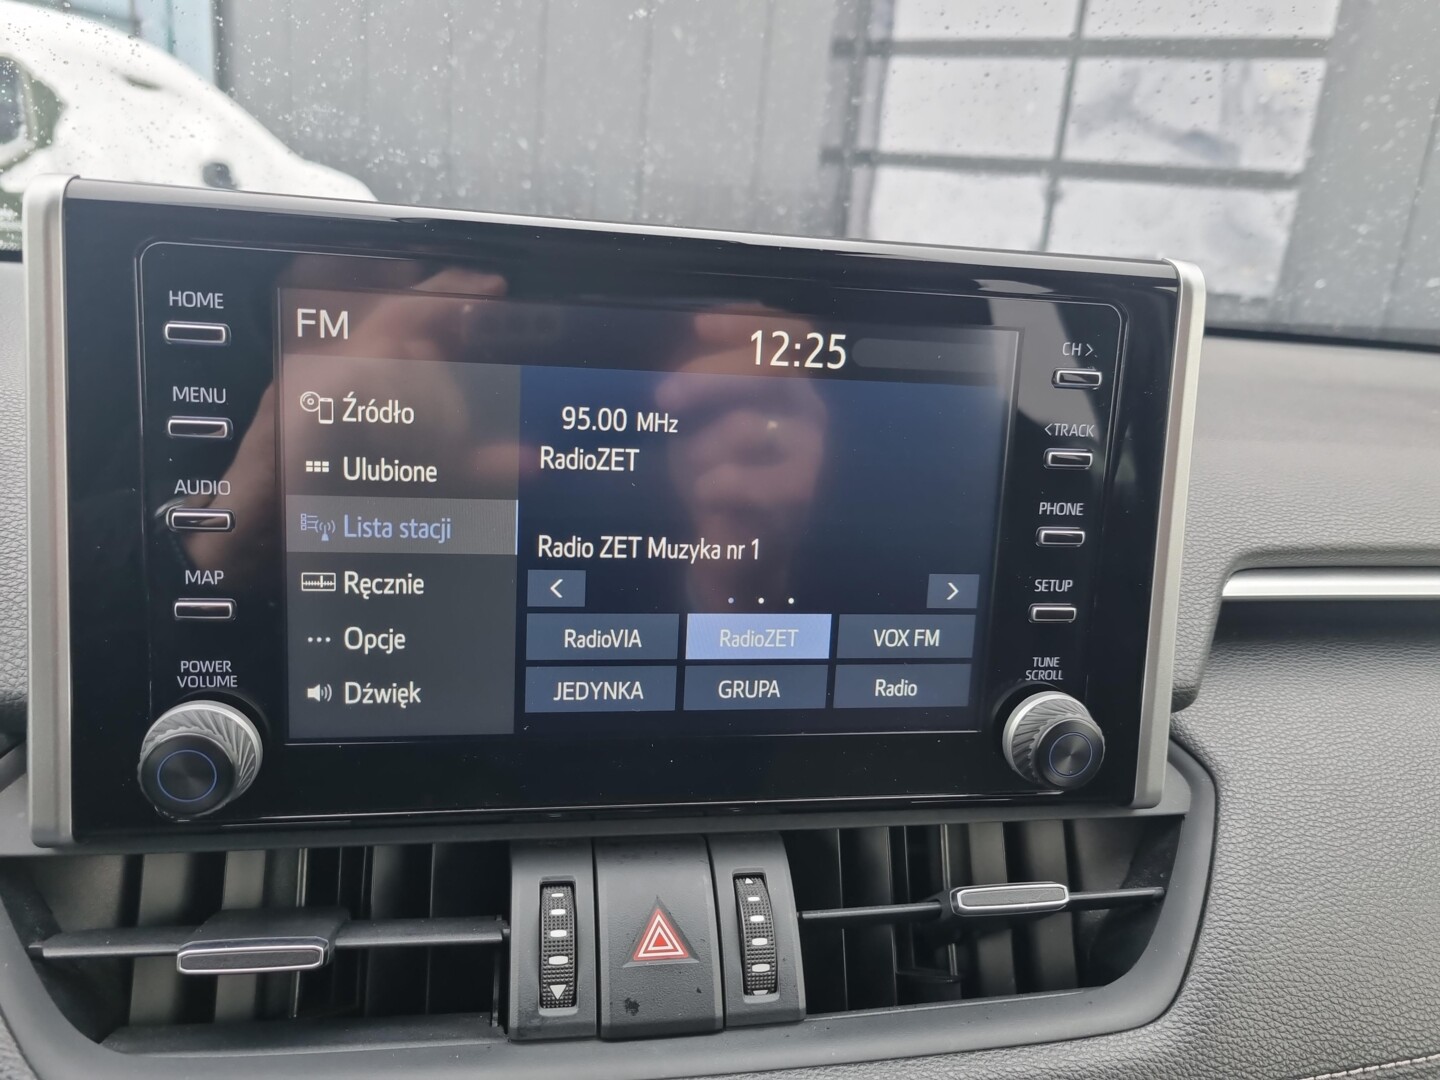 HOME
MENU
AUDIO
MAP
POWER
VOLUME
FM
12:25
Źródło
Ulubione
Lista stacji
Ręcznie
Opcje
Dźwięk
95.00 MHz
RadioZET
Radio ZET Muzyka nr 1
<
>
RadioVIA
RadioZET
VOX FM
JEDYNKA
GRUPA
Radio
CH >
< TRACK
PHONE
SETUP
TUNE
SCROLL